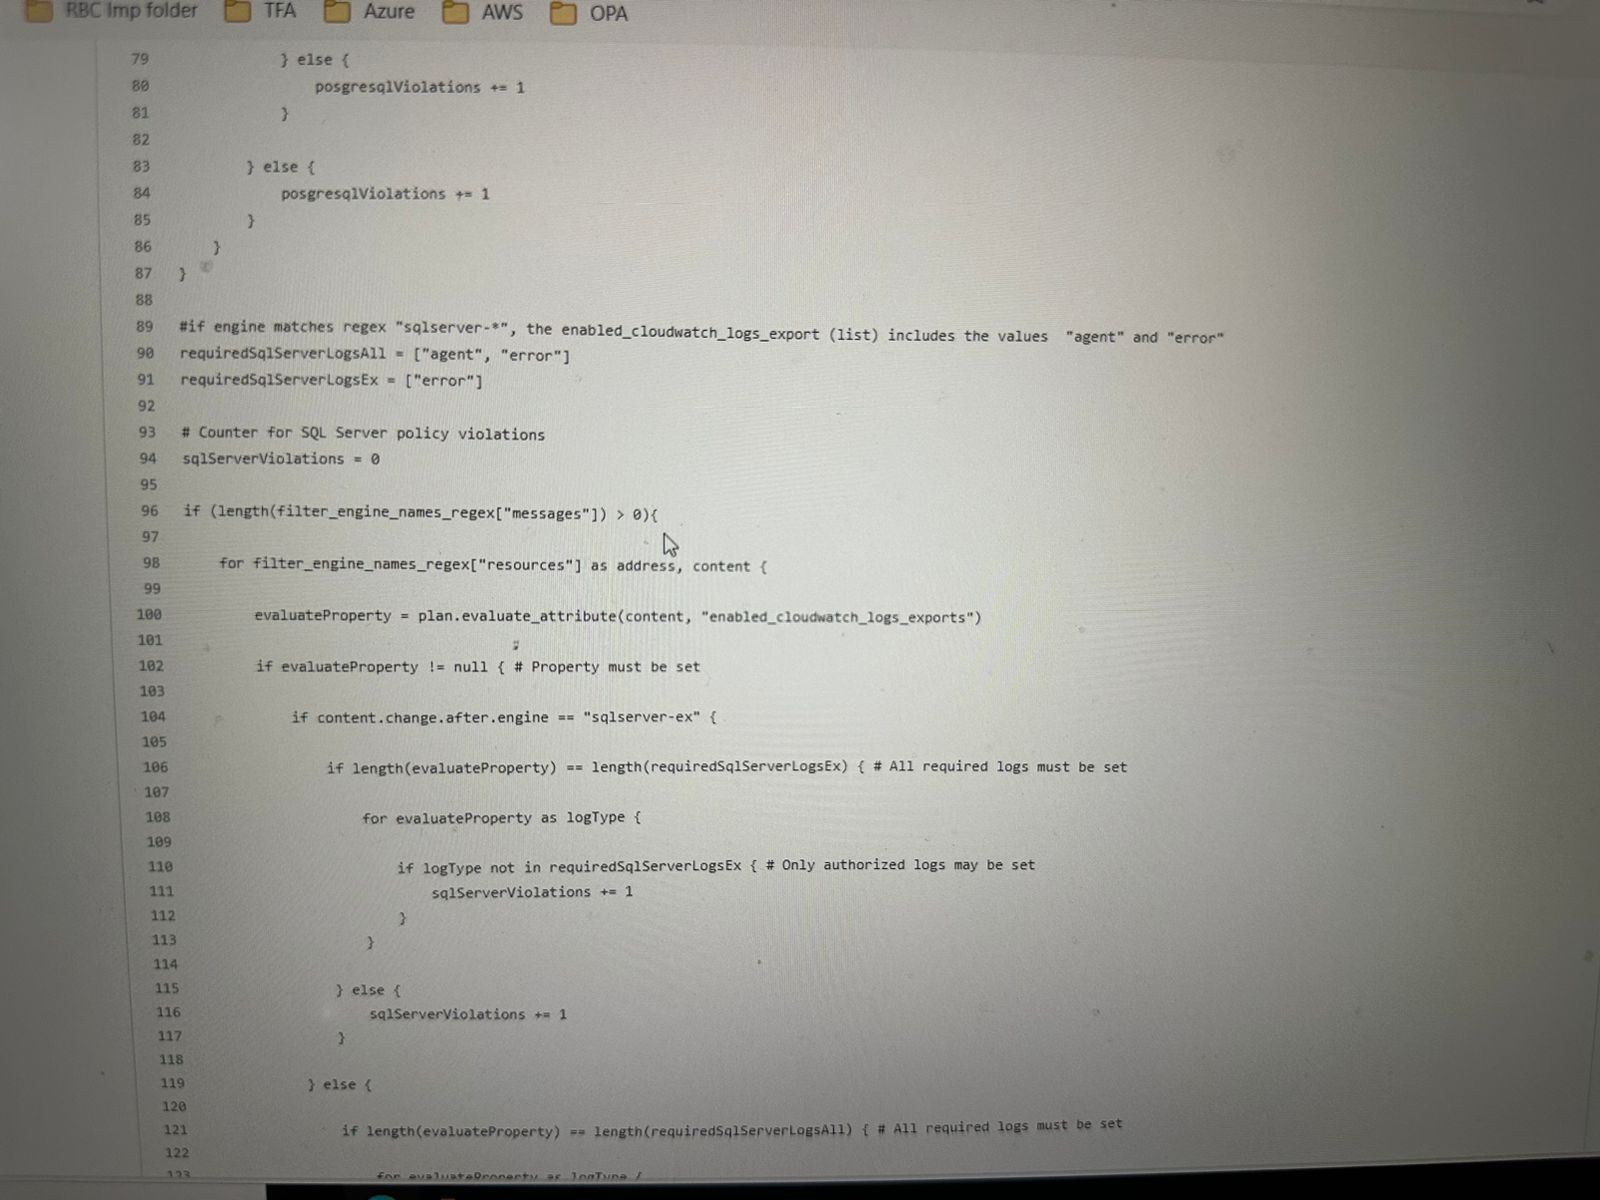 RBC Imp folder TFA Azure AWS OPA
79 } else {
80 posgresqlViolations += 1
81 }
82
83 } else {
84 posgresqlViolations += 1
85 }
86 }
87 }
88
89 #if engine matches regex "sqlserver-*", the enabled_cloudwatch_logs_export (list) includes the values "agent" and "error"
90 requiredSqlServerLogsAll = ["agent", "error"]
91 requiredSqlServerLogsEx = ["error"]
92
93 # Counter for SQL Server policy violations
94 sqlServerViolations = 0
95
96 if (length(filter_engine_names_regex["messages"]) > 0){
97
98 for filter_engine_names_regex["resources"] as address, content {
99
100 evaluateProperty = plan.evaluate_attribute(content, "enabled_cloudwatch_logs_exports")
101
102 if evaluateProperty != null { # Property must be set
103
104 if content.change.after.engine == "sqlserver-ex" {
105
106 if length(evaluateProperty) == length(requiredSqlServerLogsEx) { # All required logs must be set
107
108 for evaluateProperty as logType {
109
110 if logType not in requiredSqlServerLogsEx { # Only authorized logs may be set
111 sqlServerViolations += 1
112 }
113 }
114
115 } else {
116 sqlServerViolations += 1
117 }
118
119 } else {
120
121 if length(evaluateProperty) == length(requiredSqlServerLogsAll) { # All required logs must be set
122
123 for evaluateProperty as logType {